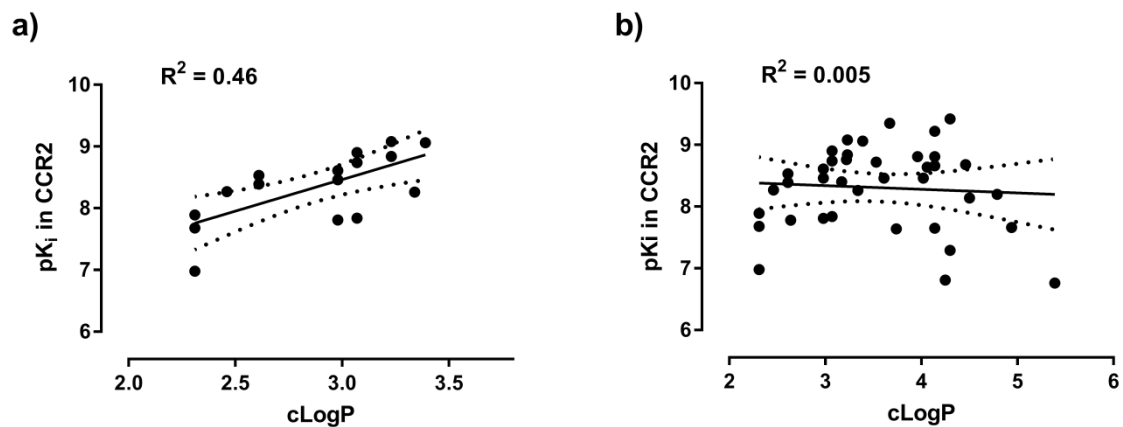 a)
R² = 0.46
10
9
8
7
6
pKᵢ in CCR2
2.0 2.5 3.0 3.5
cLogP
b)
R² = 0.005
10
9
8
7
6
pKi in CCR2
2 3 4 5 6
cLogP